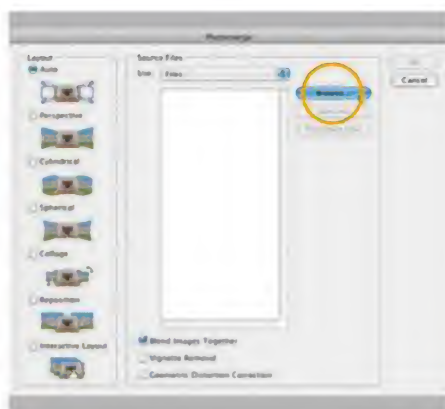 Photomerge
Layout
Auto
Perspective
Cylindrical
Spherical
Collage
Reposition
Interactive Layout
Source Files
Use: Files
Browse...
Cancel
Blend Images Together
Vignette Removal
Geometric Distortion Correction